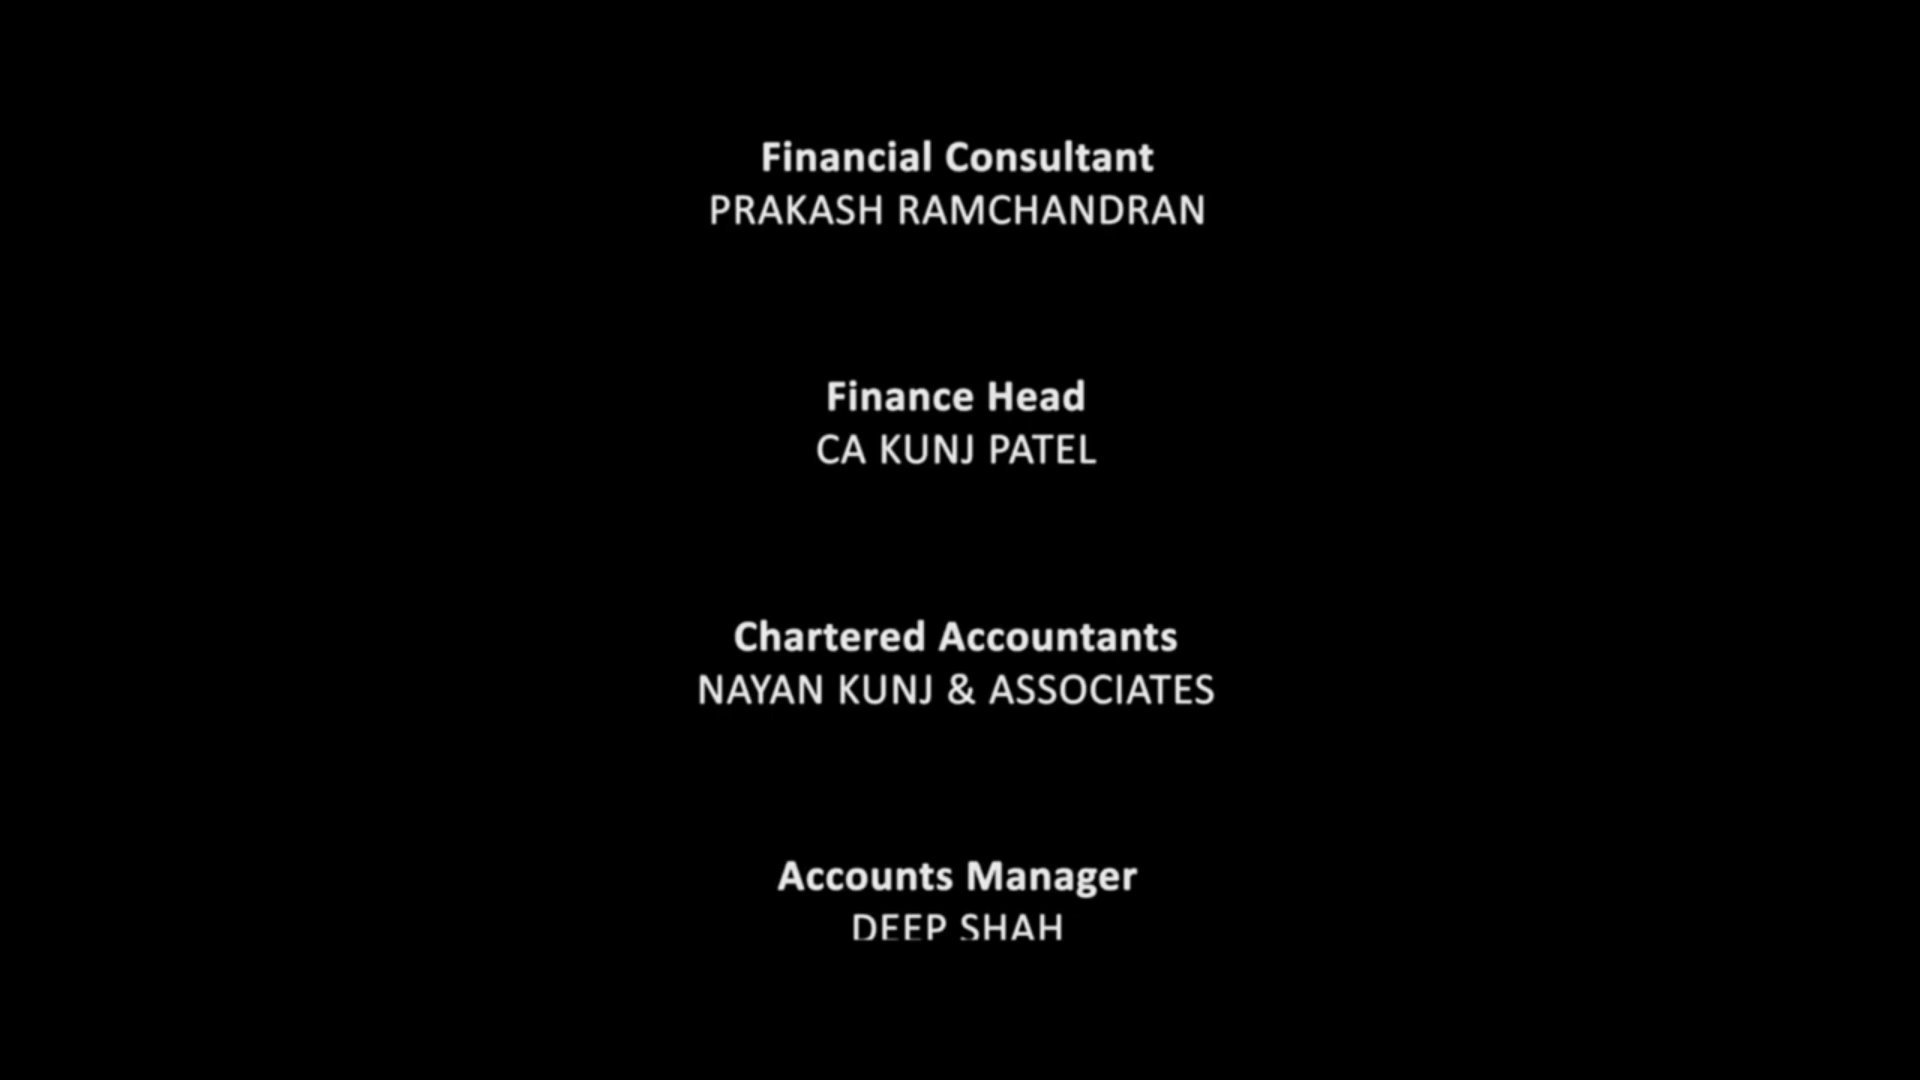 Financial Consultant
PRAKASH RAMCHANDRAN
Finance Head
CA KUNJ PATEL
Chartered Accountants
NAYAN KUNJ & ASSOCIATES
Accounts Manager
DEEP SHAH